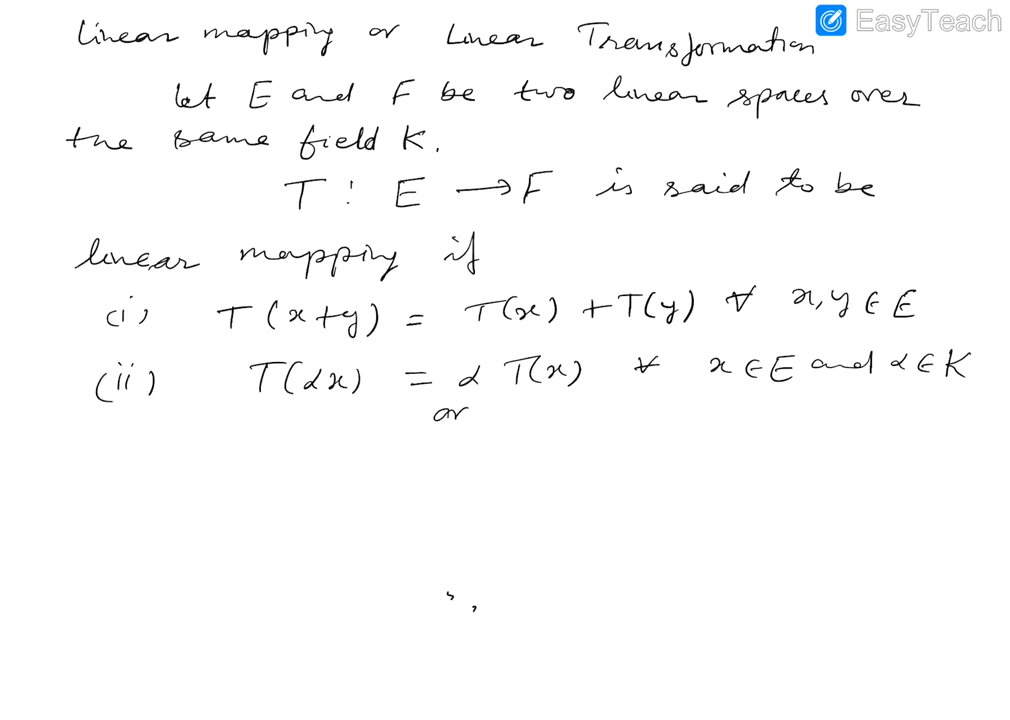 Linear mapping or Linear Transformation
EasyTeach
let E and F be two linear spaces over
the same field K.
T : E → F is said to be
linear mapping if
(i) T(x+y) = T(x) + T(y) ∀ x, y ∈ E
(ii) T(αx) = α T(x) ∀ x ∈ E and α ∈ K
or